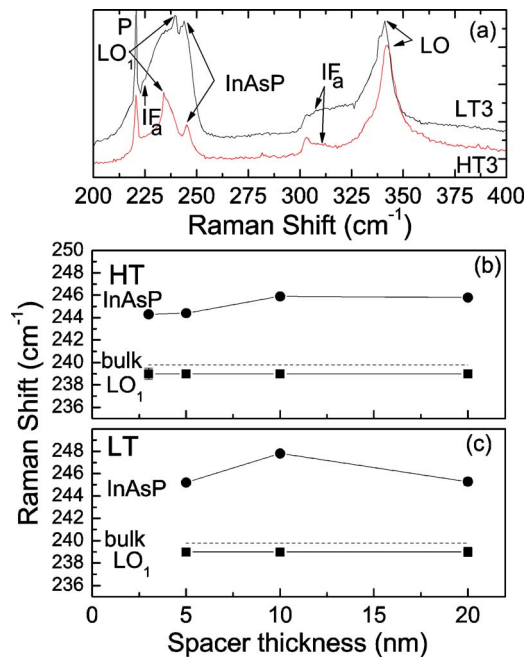 P
(a)
LO1
LO
InAsP
IFa
IFa
LT3
HT3
200 225 250 300 325 350 375 400
Raman Shift (cm-1)
Raman Shift (cm-1)
250
248
246
244
242
240
238
236
HT
(b)
InAsP
bulk
LO1
248
246
244
242
240
238
236
LT
(c)
InAsP
bulk
LO1
0 5 10 15 20
Spacer thickness (nm)